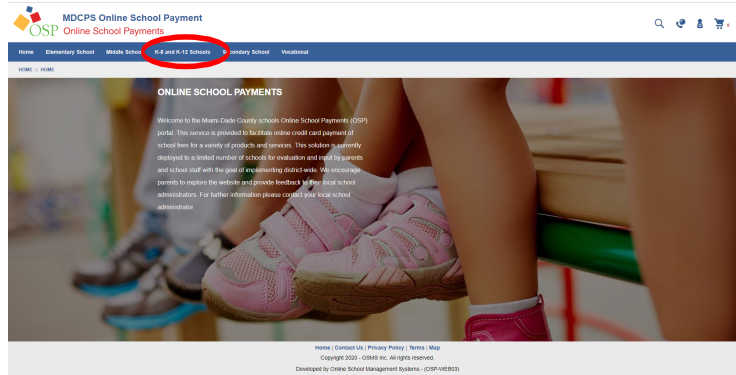 MDCPS Online School Payment
OSP Online School Payments
0
Home Elementary School Middle School K-8 and K-12 Schools Secondary School Vocational
HOME :: HOME
ONLINE SCHOOL PAYMENTS
Welcome to the Miami-Dade County schools Online School Payments (OSP)
portal. This service is provided to facilitate online credit card payment of
school fees for a variety of products and services. This solution is currently
deployed to a limited number of schools for evaluation and input by parents
and school staff with the goal of implementing district-wide. We encourage
parents to explore the website and provide feedback to their local school
administrators. For further information please contact your local school
administrator.
Home | Contact Us | Privacy Policy | Terms | Map
Copyright 2020 - OSMS Inc. All rights reserved.
Developed by Online School Management Systems - (OSP-WEB03)